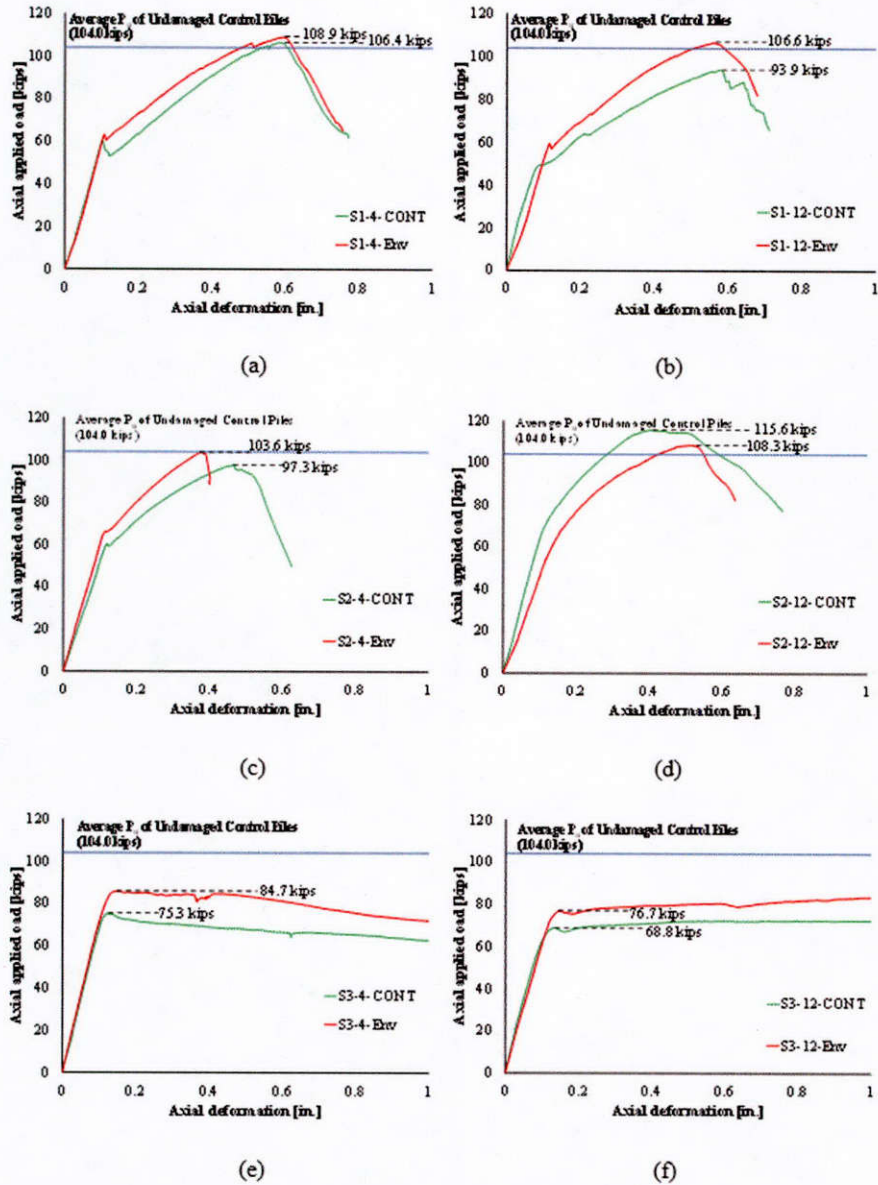 Average Pu of Undamaged Control Piles
(104.0 kips)
108.9 kips
106.4 kips
S1-4-CONT
S1-4-Env
Axial applied oad [kips]
120
100
80
60
40
20
0
0 0.2 0.4 0.6 0.8 1
Axial deformation [in.]
(a)
Average Pu of Undamaged Control Piles
(104.0 kips)
106.6 kips
93.9 kips
S1-12-CONT
S1-12-Env
Axial applied oad [kips]
120
100
80
60
40
20
0
0 0.2 0.4 0.6 0.8 1
Axial deformation [in.]
(b)
Average Pu of Undamaged Control Piles
(104.0 kips)
103.6 kips
97.3 kips
S2-4-CONT
S2-4-Env
Axial applied oad [kips]
120
100
80
60
40
20
0
0 0.2 0.4 0.6 0.8 1
Axial deformation [in.]
(c)
Average Pu of Undamaged Control Piles
(104.0 kips)
115.6 kips
108.3 kips
S2-12-CONT
S2-12-Env
Axial applied oad [kips]
120
100
80
60
40
20
0
0 0.2 0.4 0.6 0.8 1
Axial deformation [in.]
(d)
Average Pu of Undamaged Control Piles
(104.0 kips)
84.7 kips
75.3 kips
S3-4-CONT
S3-4-Env
Axial applied oad [kips]
120
100
80
60
40
20
0
0 0.2 0.4 0.6 0.8 1
Axial deformation [in.]
(e)
Average Pu of Undamaged Control Piles
(104.0 kips)
76.7 kips
68.8 kips
S3-12-CONT
S3-12-Env
Axial applied oad [kips]
120
100
80
60
40
20
0
0 0.2 0.4 0.6 0.8 1
Axial deformation [in.]
(f)